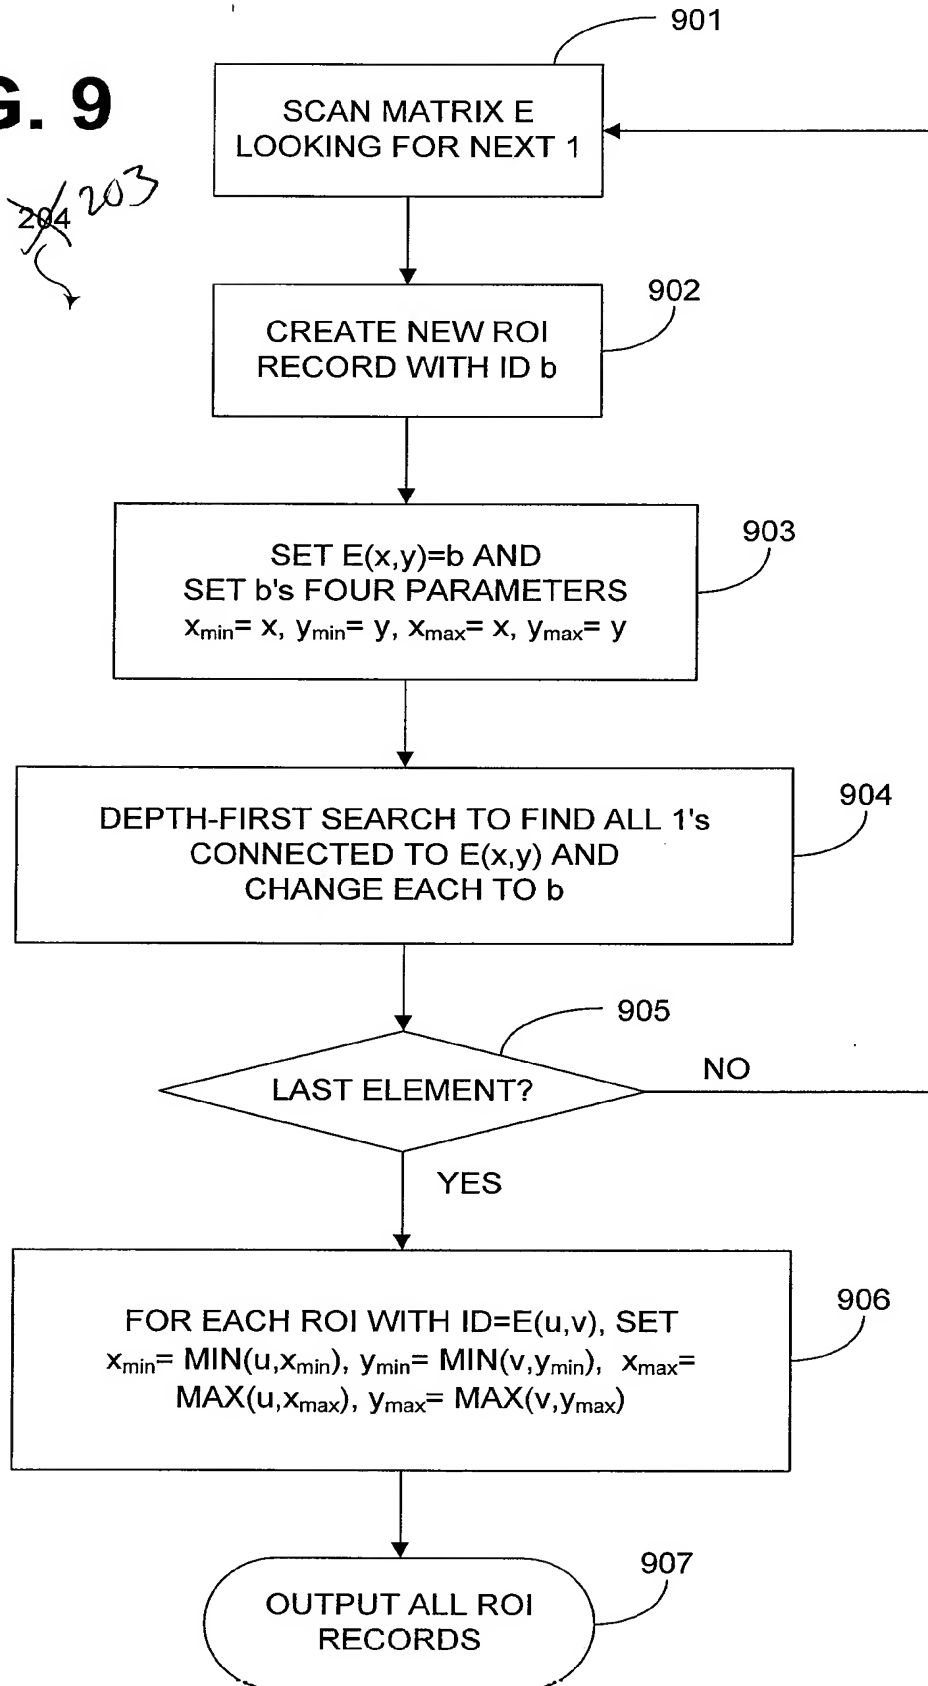 G. 9
204 203
901
SCAN MATRIX E
LOOKING FOR NEXT 1
902
CREATE NEW ROI
RECORD WITH ID b
903
SET E(x,y)=b AND
SET b's FOUR PARAMETERS
xmin= x, ymin= y, xmax= x, ymax= y
904
DEPTH-FIRST SEARCH TO FIND ALL 1's
CONNECTED TO E(x,y) AND
CHANGE EACH TO b
905
LAST ELEMENT?
NO
YES
906
FOR EACH ROI WITH ID=E(u,v), SET
xmin= MIN(u,xmin), ymin= MIN(v,ymin), xmax=
MAX(u,xmax), ymax= MAX(v,ymax)
907
OUTPUT ALL ROI
RECORDS